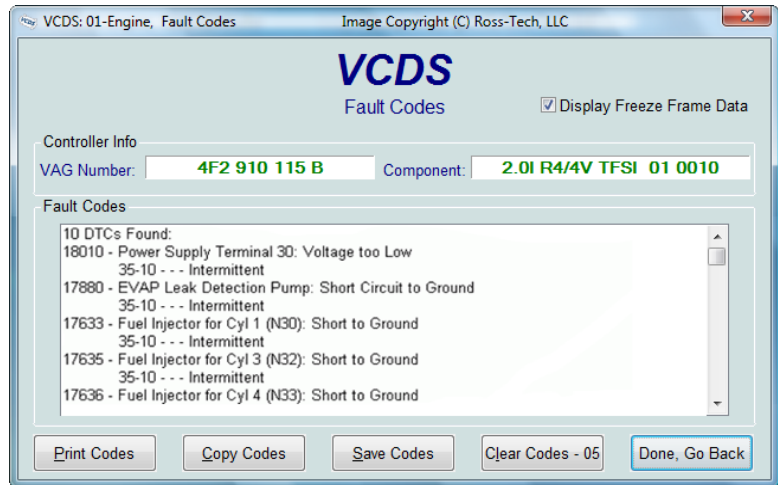 VCDS: 01-Engine, Fault Codes Image Copyright (C) Ross-Tech, LLC
VCDS
Fault Codes
Display Freeze Frame Data
Controller Info
VAG Number: 4F2 910 115 B Component: 2.0l R4/4V TFSI 01 0010
Fault Codes
10 DTCs Found:
18010 - Power Supply Terminal 30: Voltage too Low
35-10 - - - Intermittent
17880 - EVAP Leak Detection Pump: Short Circuit to Ground
35-10 - - - Intermittent
17633 - Fuel Injector for Cyl 1 (N30): Short to Ground
35-10 - - - Intermittent
17635 - Fuel Injector for Cyl 3 (N32): Short to Ground
35-10 - - - Intermittent
17636 - Fuel Injector for Cyl 4 (N33): Short to Ground
Print Codes Copy Codes Save Codes Clear Codes - 05 Done, Go Back